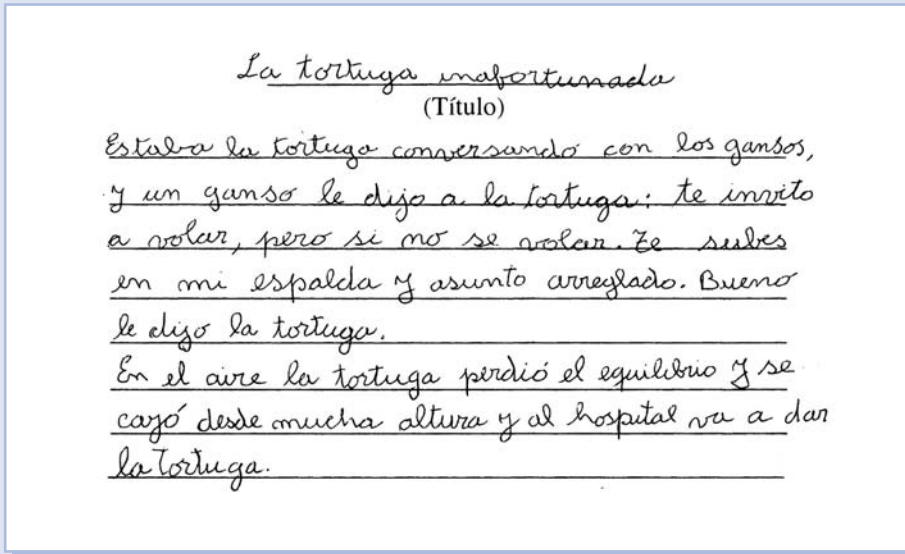 La tortuga inafortunada
(Título)
Estaba la tortuga conversando con los gansos,
y un ganso le dijo a la tortuga: te invito
a volar, pero si no se volar. Te subes
en mi espalda y asunto arreglado. Bueno
le dijo la tortuga.
En el aire la tortuga perdió el equilibrio y se
cayó desde mucha altura y al hospital va a dar
la Tortuga.